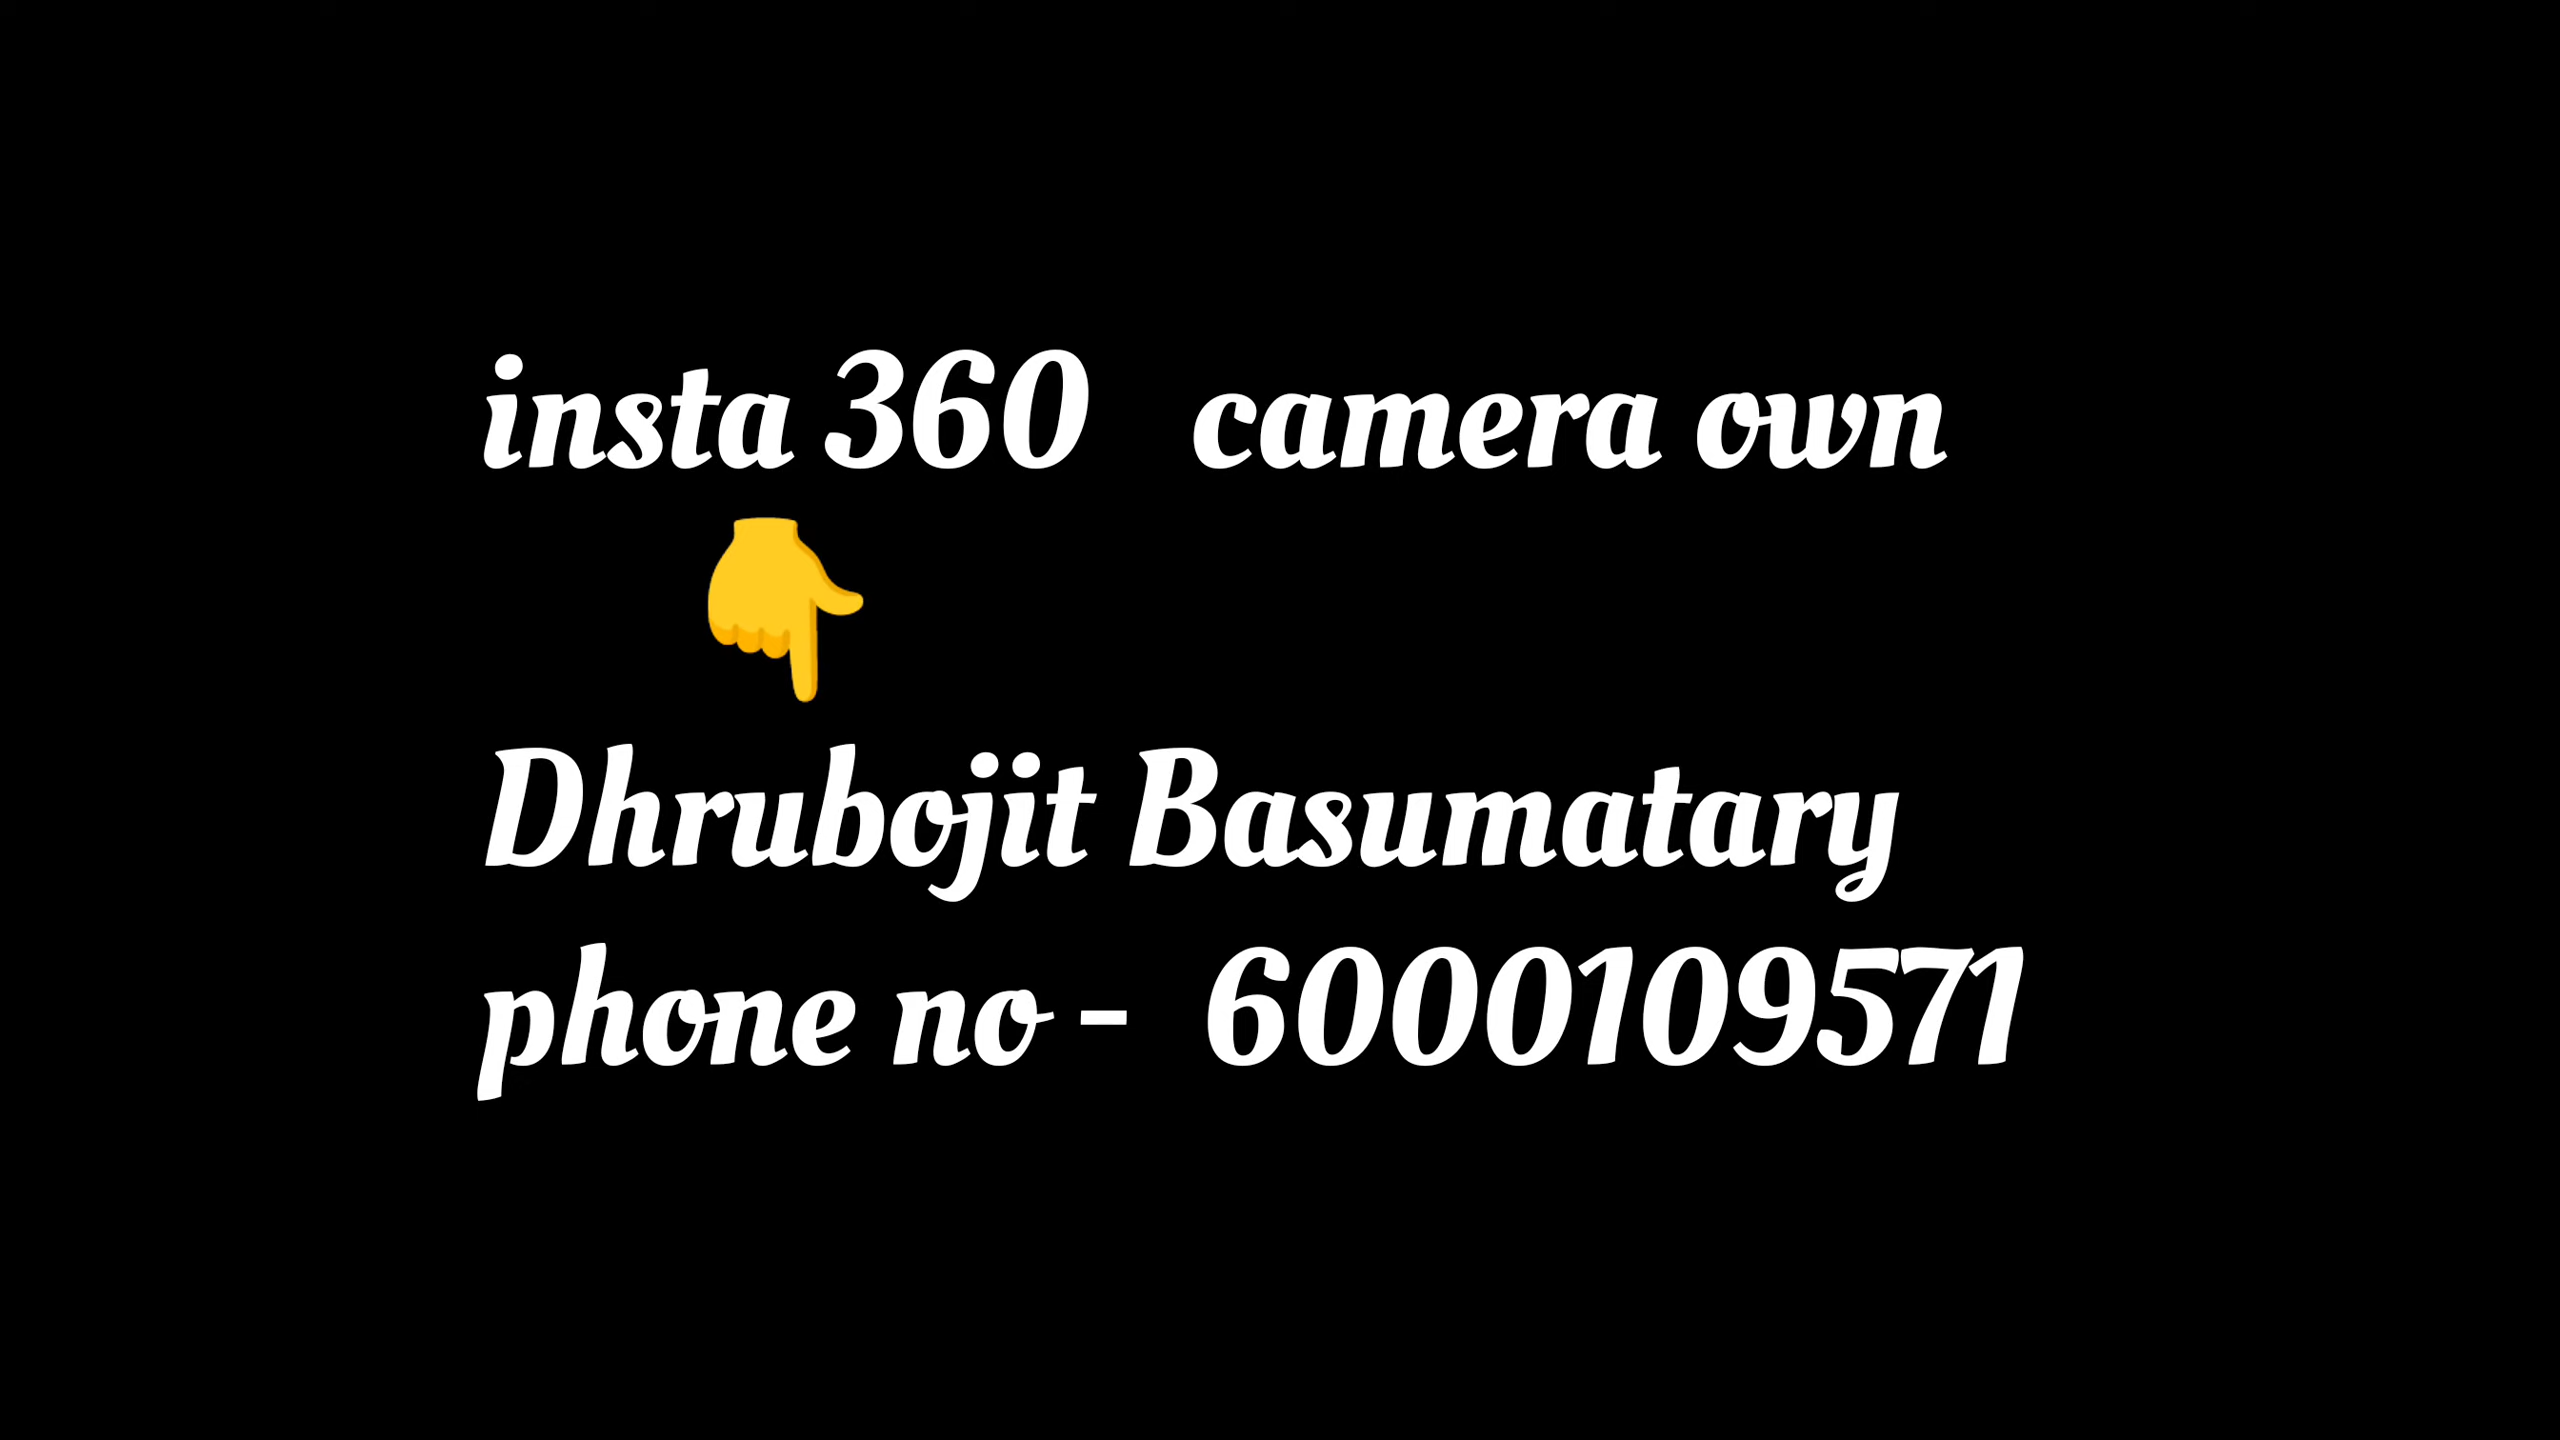 insta 360 camera own
👇
Dhrubojit Basumatary
phone no - 6000109571